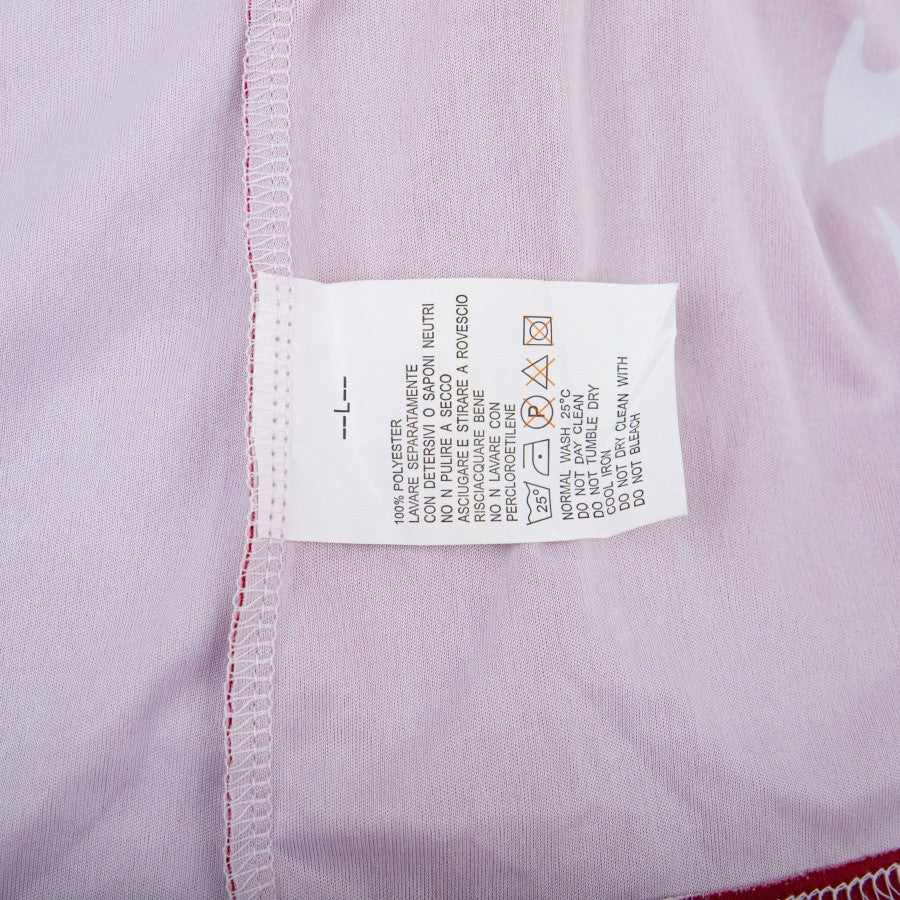 --L--
100% POLYESTER
LAVARE SEPARATAMENTE
CON DETERSIVI O SAPONI NEUTRI
NO N PULIRE A SECCO
ASCIUGARE E STIRARE A ROVESCIO
RISCIACQUARE BENE
NO N LAVARE CON
PERCLOROETILENE
25° P
NORMAL WASH 25°C
DO NOT DAY CLEAN
DO NOT TUMBLE DRY
COOL IRON
DO NOT DRY CLEAN WITH
DO NOT BLEACH